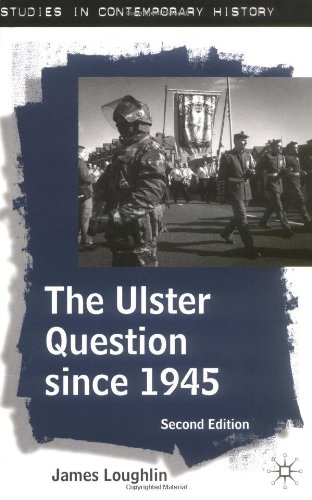 STUDIES IN CONTEMPORARY HISTORY
The Ulster
Question
since 1945
Second Edition
James Loughlin